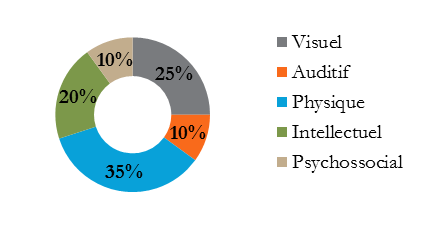 10%
25%
20%
10%
35%
Visuel
Auditif
Physique
Intellectuel
Psychossocial